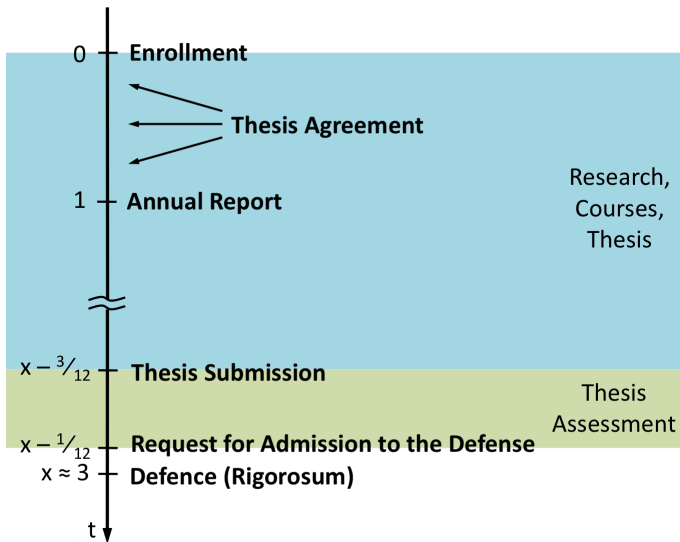 0 Enrollment
Thesis Agreement
1 Annual Report
Research,
Courses,
Thesis
x – 3/12 Thesis Submission
Thesis
Assessment
x – 1/12 Request for Admission to the Defense
x ≈ 3 Defence (Rigorosum)
t